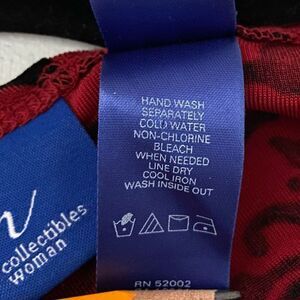 HAND WASH
SEPARATELY
COLD WATER
NON-CHLORINE
BLEACH
WHEN NEEDED
LINE DRY
COOL IRON
WASH INSIDE OUT
RN 52002
collectibles
woman